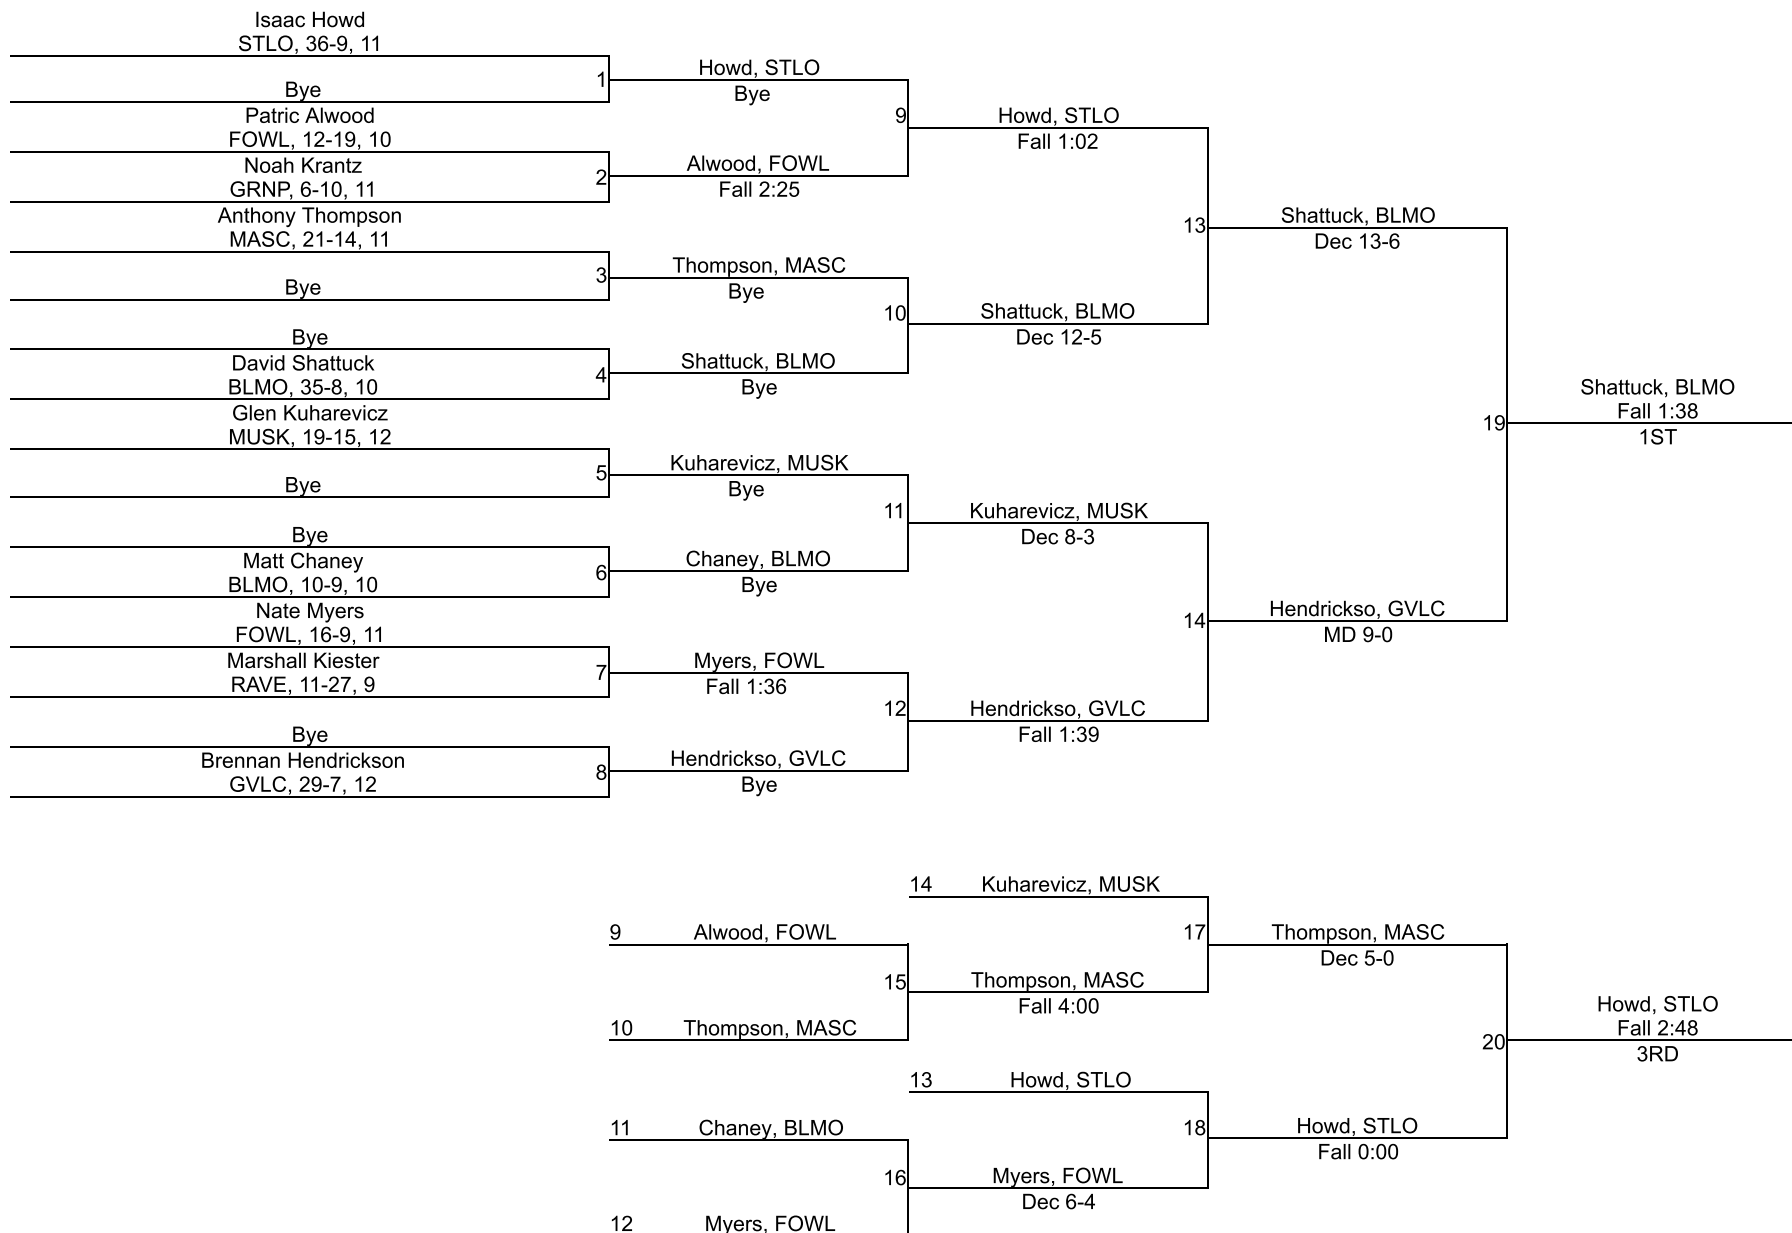 Isaac Howd
STLO, 36-9, 11
Bye
1
Patric Alwood
FOWL, 12-19, 10
Noah Krantz
GRNP, 6-10, 11
2
Anthony Thompson
MASC, 21-14, 11
Bye
3
Bye
David Shattuck
BLMO, 35-8, 10
4
Glen Kuharevicz
MUSK, 19-15, 12
Bye
5
Bye
Matt Chaney
BLMO, 10-9, 10
6
Nate Myers
FOWL, 16-9, 11
Marshall Kiester
RAVE, 11-27, 9
7
Bye
Brennan Hendrickson
GVLC, 29-7, 12
8
Howd, STLO
Bye
9
Alwood, FOWL
Fall 2:25
Thompson, MASC
Bye
10
Shattuck, BLMO
Bye
Kuharevicz, MUSK
Bye
11
Chaney, BLMO
Bye
Myers, FOWL
Fall 1:36
12
Hendrickso, GVLC
Bye
Howd, STLO
Fall 1:02
13
Shattuck, BLMO
Dec 12-5
Kuharevicz, MUSK
Dec 8-3
14
Hendrickso, GVLC
Fall 1:39
Shattuck, BLMO
Dec 13-6
19
Hendrickso, GVLC
MD 9-0
Shattuck, BLMO
Fall 1:38
1ST
14 Kuharevicz, MUSK
9 Alwood, FOWL
17
15
Thompson, MASC
Fall 4:00
10 Thompson, MASC
Thompson, MASC
Dec 5-0
13 Howd, STLO
11 Chaney, BLMO
18
16
Myers, FOWL
Dec 6-4
12 Myers, FOWL
Howd, STLO
Fall 0:00
20
Howd, STLO
Fall 2:48
3RD